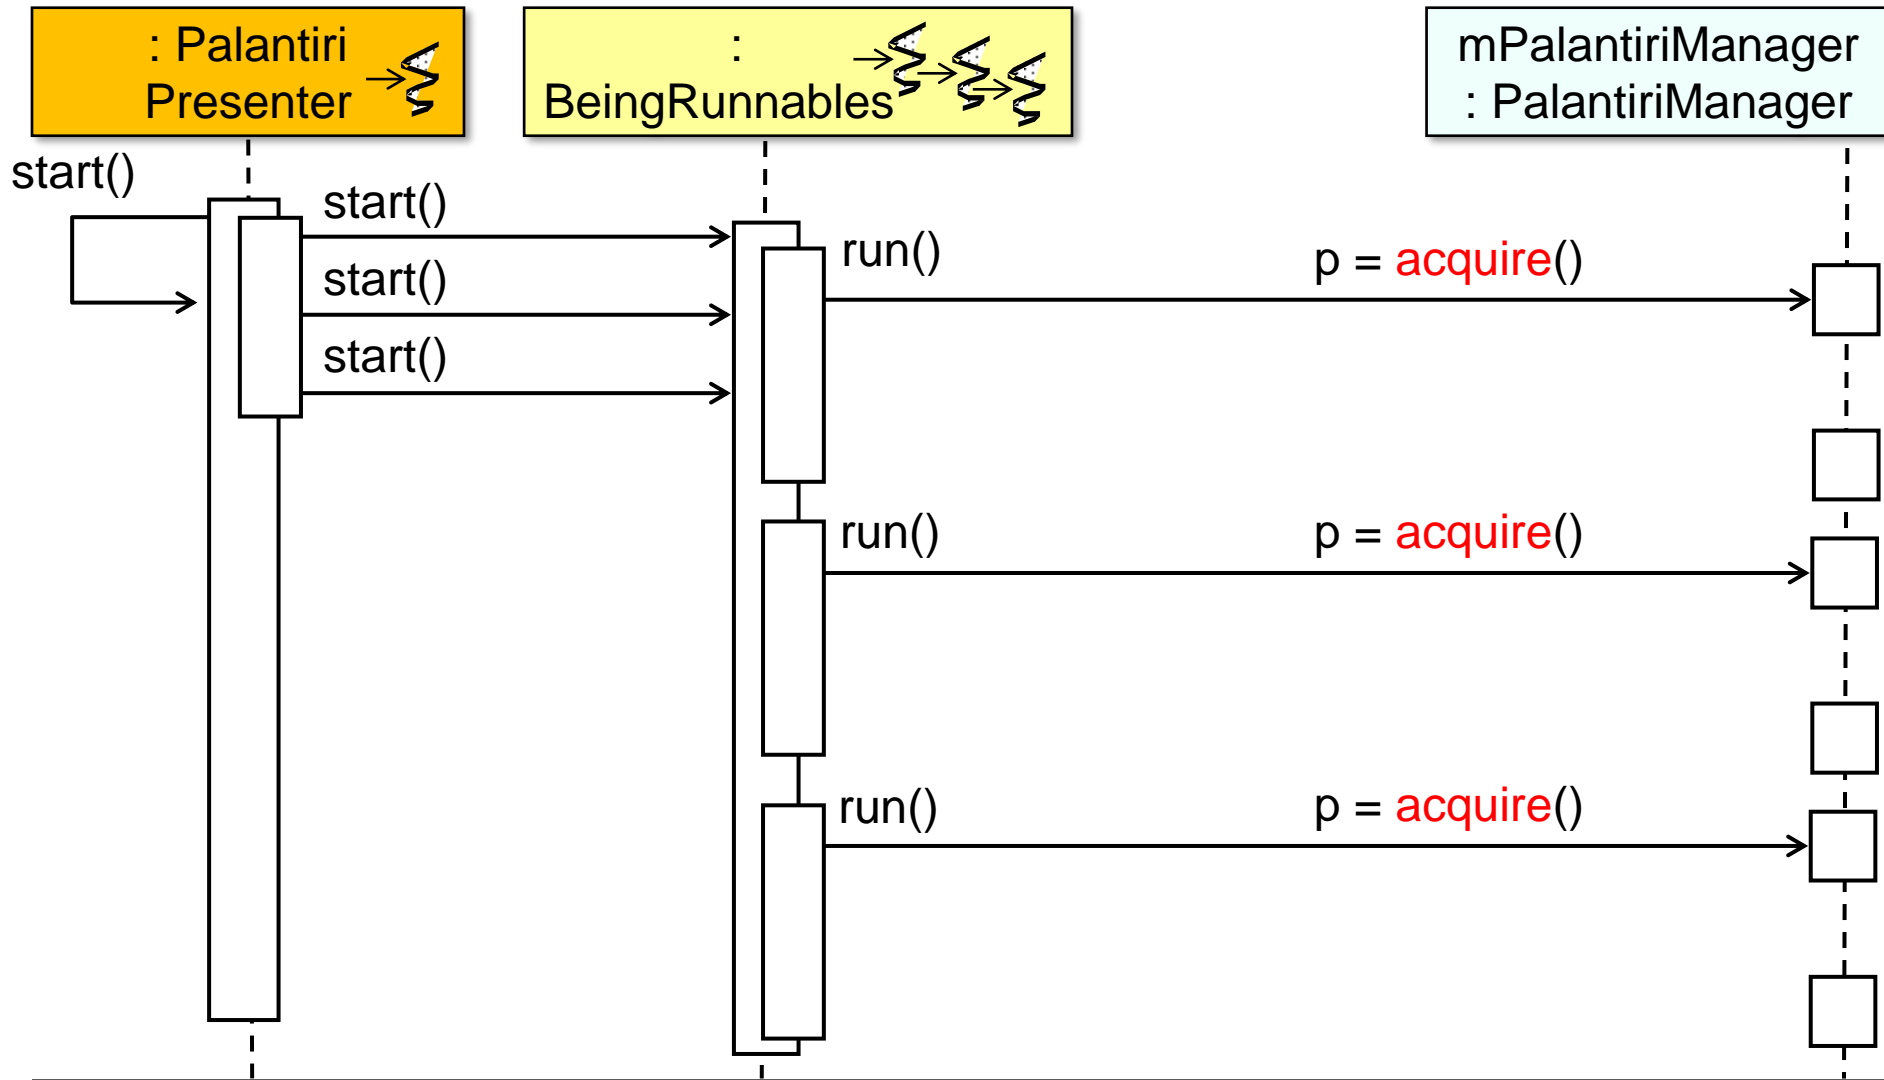 : Palantiri
Presenter
:
BeingRunnables
mPalantiriManager
: PalantiriManager
start()
start()
start()
start()
run()
p = acquire()
run()
p = acquire()
run()
p = acquire()